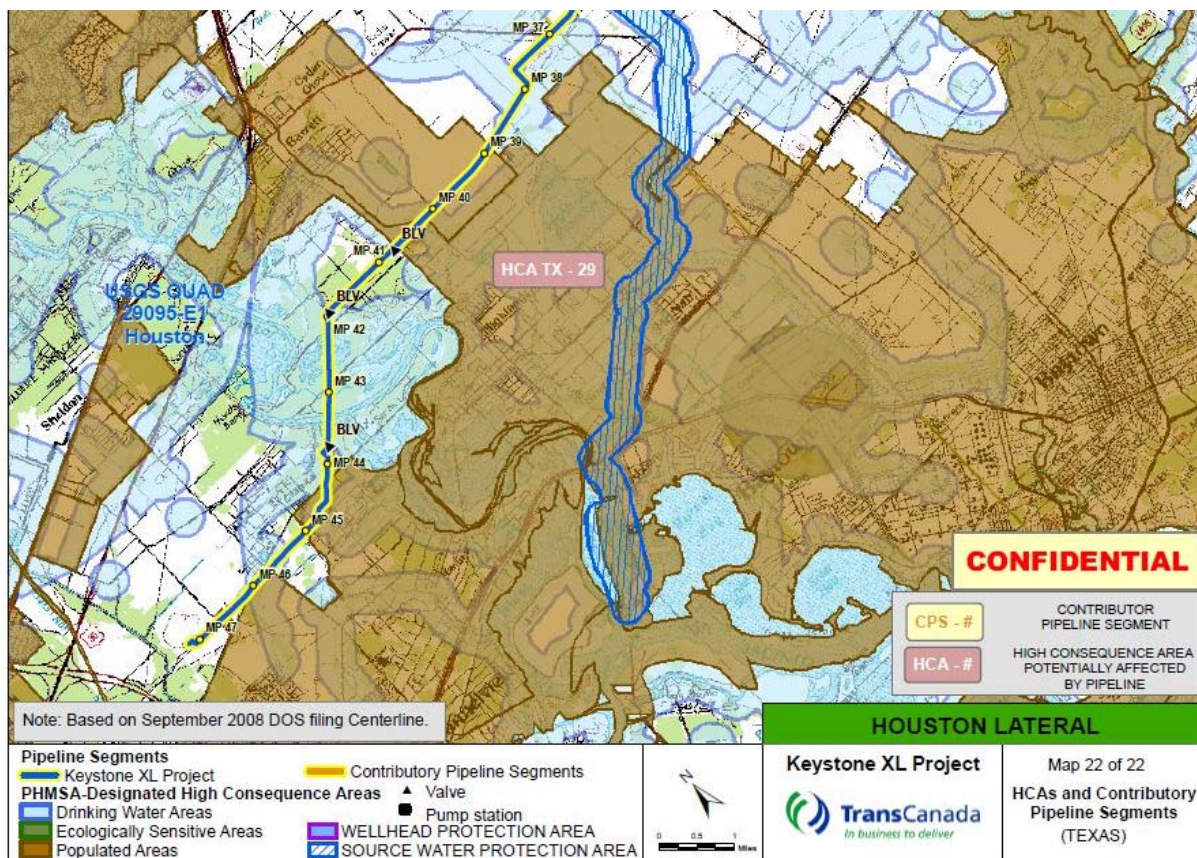 MP 37
MP 38
Cedar
Grove
Barrett
MP 39
MP 40
BLV
MP 41
HCA TX - 29
BLV
USGS QUAD
29095-E1
Houston
MP 42
MP 43
Sheldon
BLV
MP 44
MP 45
MP 46
MP 47
CONFIDENTIAL
CPS - #
CONTRIBUTOR
PIPELINE SEGMENT
HCA - #
HIGH CONSEQUENCE AREA
POTENTIALLY AFFECTED
BY PIPELINE
Note: Based on September 2008 DOS filing Centerline.
HOUSTON LATERAL
Pipeline Segments
Keystone XL Project
Contributory Pipeline Segments
PHMSA-Designated High Consequence Areas
Valve
Drinking Water Areas
Pump station
Ecologically Sensitive Areas
WELLHEAD PROTECTION AREA
Populated Areas
SOURCE WATER PROTECTION AREA
N
0 0.5 1
Miles
Keystone XL Project
TransCanada
In business to deliver
Map 22 of 22
HCAs and Contributory
Pipeline Segments
(TEXAS)